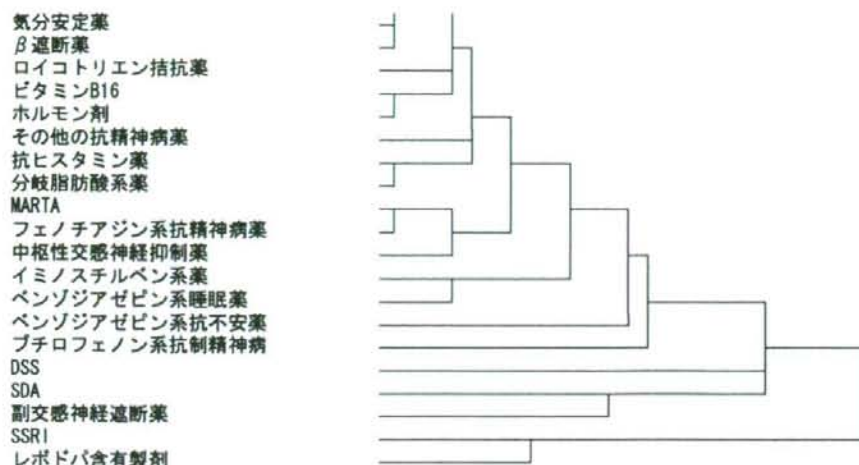 気分安定薬
β遮断薬
ロイコトリエン拮抗薬
ビタミンB16
ホルモン剤
その他の抗精神病薬
抗ヒスタミン薬
分岐脂肪酸系薬
MARTA
フェノチアジン系抗精神病薬
中枢性交感神経抑制薬
イミノスチルベン系薬
ベンゾジアゼピン系睡眠薬
ベンゾジアゼピン系抗不安薬
ブチロフェノン系抗制精神病
DSS
SDA
副交感神経遮断薬
SSRI
レボドパ含有製剤